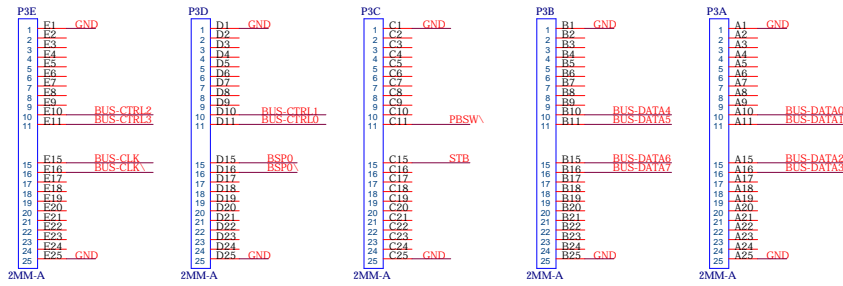 P3E P3D P3C P3B P3A
1 E1 GND 1 D1 GND 1 C1 GND 1 B1 GND 1 A1 GND
2 E2 2 D2 2 C2 2 B2 2 A2
3 E3 3 D3 3 C3 3 B3 3 A3
4 E4 4 D4 4 C4 4 B4 4 A4
5 E5 5 D5 5 C5 5 B5 5 A5
6 E6 6 D6 6 C6 6 B6 6 A6
7 E7 7 D7 7 C7 7 B7 7 A7
8 E8 8 D8 8 C8 8 B8 8 A8
9 E9 9 D9 9 C9 9 B9 9 A9
10 E10 BUS-CTRL2 10 D10 BUS-CTRL1 10 C10 10 B10 BUS-DATA4 10 A10 BUS-DATA0
11 E11 BUS-CTRL3 11 D11 BUS-CTRL0 11 C11 PBSW\ 11 B11 BUS-DATA5 11 A11 BUS-DATA1
15 E15 BUS-CLK 15 D15 BSP0 15 C15 STB 15 B15 BUS-DATA6 15 A15 BUS-DATA2
16 E16 BUS-CLK\ 16 D16 BSP0\ 16 C16 16 B16 BUS-DATA7 16 A16 BUS-DATA3
17 E17 17 D17 17 C17 17 B17 17 A17
18 E18 18 D18 18 C18 18 B18 18 A18
19 E19 19 D19 19 C19 19 B19 19 A19
20 E20 20 D20 20 C20 20 B20 20 A20
21 E21 21 D21 21 C21 21 B21 21 A21
22 E22 22 D22 22 C22 22 B22 22 A22
23 E23 23 D23 23 C23 23 B23 23 A23
24 E24 24 D24 24 C24 24 B24 24 A24
25 E25 GND 25 D25 GND 25 C25 GND 25 B25 GND 25 A25 GND
2MM-A 2MM-A 2MM-A 2MM-A 2MM-A